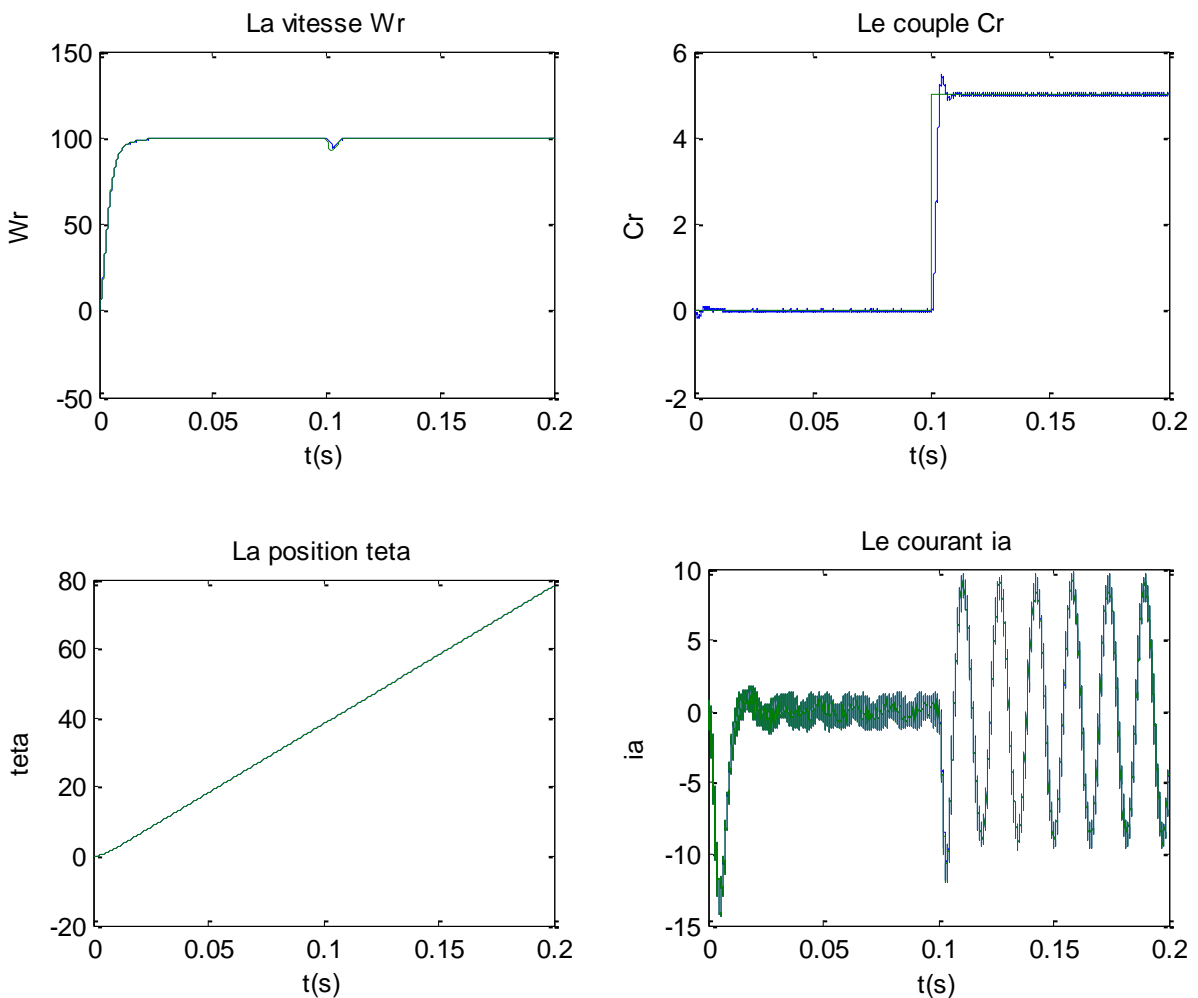 La vitesse Wr
150
100
50
0
-50
Wr
0 0.05 0.1 0.15 0.2
t(s)
Le couple Cr
6
4
2
0
-2
Cr
0 0.05 0.1 0.15 0.2
t(s)
La position teta
80
60
40
20
0
-20
teta
0 0.05 0.1 0.15 0.2
t(s)
Le courant ia
10
5
0
-5
-10
-15
ia
0 0.05 0.1 0.15 0.2
t(s)